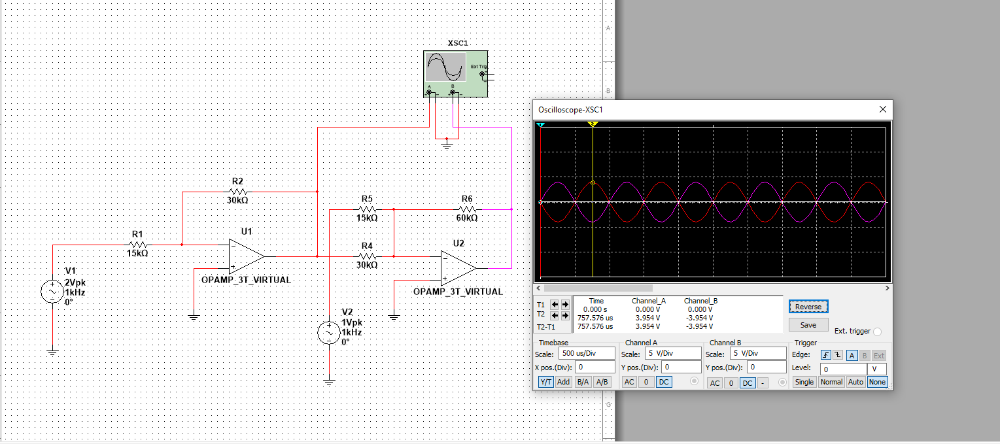 A
XSC1
Ext Trig
+
−
A
B
+
−
+
−
B
R2
30kΩ
R5
15kΩ
R6
60kΩ
R1
15kΩ
U1
−
+
OPAMP_3T_VIRTUAL
R4
30kΩ
U2
−
+
OPAMP_3T_VIRTUAL
V1
2Vpk
1kHz
0°
V2
1Vpk
1kHz
0°
G
Oscilloscope-XSC1
1
2
T1
T2
T2-T1
Time Channel_A Channel_B
0.000 s 0.000 V 0.000 V
757.576 us 3.954 V -3.954 V
757.576 us 3.954 V -3.954 V
Reverse
Save
Ext. trigger
Timebase
Scale: 500 us/Div
X pos.(Div): 0
Y/T Add B/A A/B
Channel A
Scale: 5 V/Div
Y pos.(Div): 0
AC 0 DC
Channel B
Scale: 5 V/Div
Y pos.(Div): 0
AC 0 DC -
Trigger
Edge: A B Ext
Level: 0 V
Single Normal Auto None